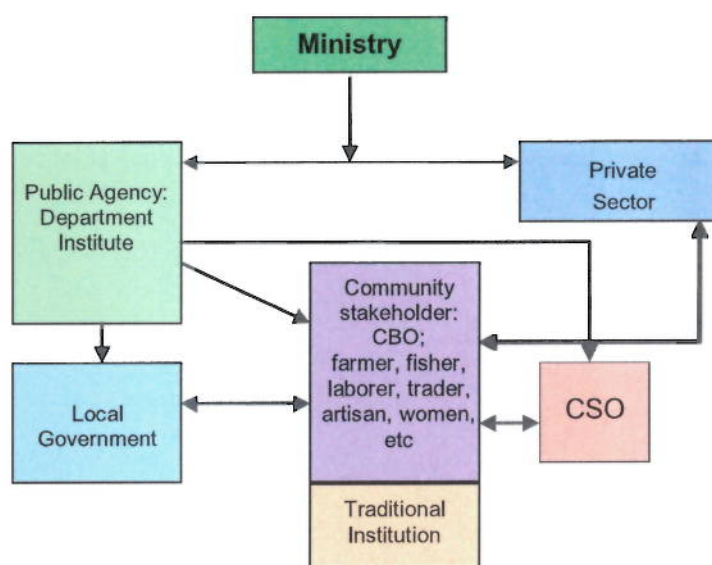 Ministry
Public Agency:
Department
Institute
Private
Sector
Community
stakeholder:
CBO;
farmer, fisher,
laborer, trader,
artisan, women,
etc
Local
Government
CSO
Traditional
Institution